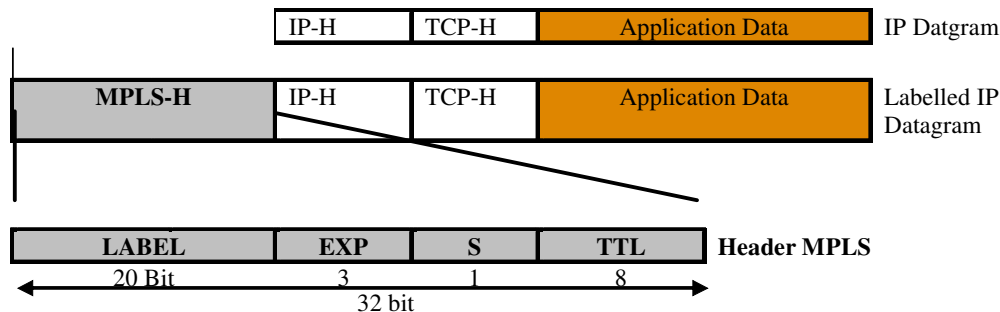 IP-H TCP-H Application Data IP Datgram
MPLS-H IP-H TCP-H Application Data Labelled IP
Datagram
LABEL EXP S TTL Header MPLS
20 Bit 3 1 8
32 bit